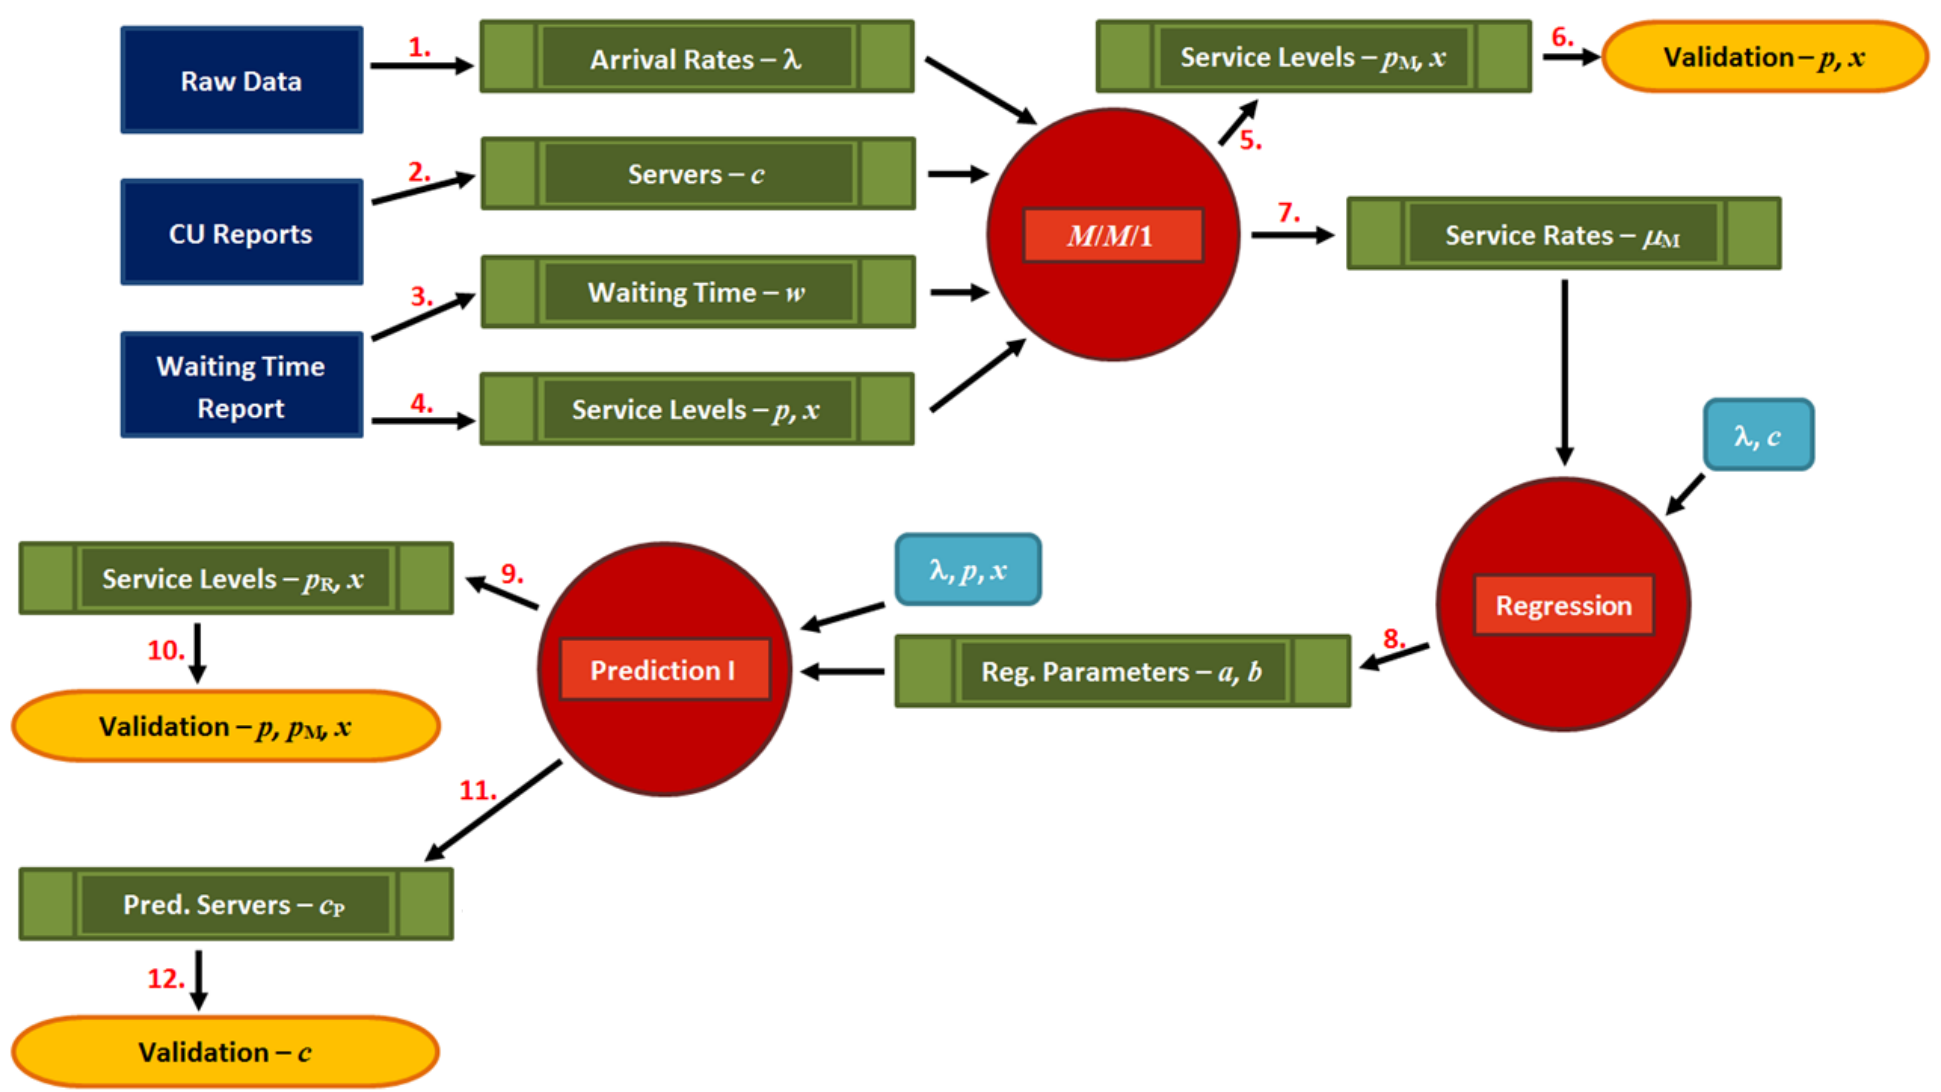 Raw Data
1.
Arrival Rates – λ
Service Levels – pM, x
6.
Validation – p, x
5.
CU Reports
2.
Servers – c
M/M/1
7.
Service Rates – μM
Waiting Time
Report
3.
Waiting Time – w
4.
Service Levels – p, x
λ, c
Regression
8.
Reg. Parameters – a, b
λ, p, x
Prediction I
9.
Service Levels – pR, x
10.
Validation – p, pM, x
11.
Pred. Servers – cP
12.
Validation – c